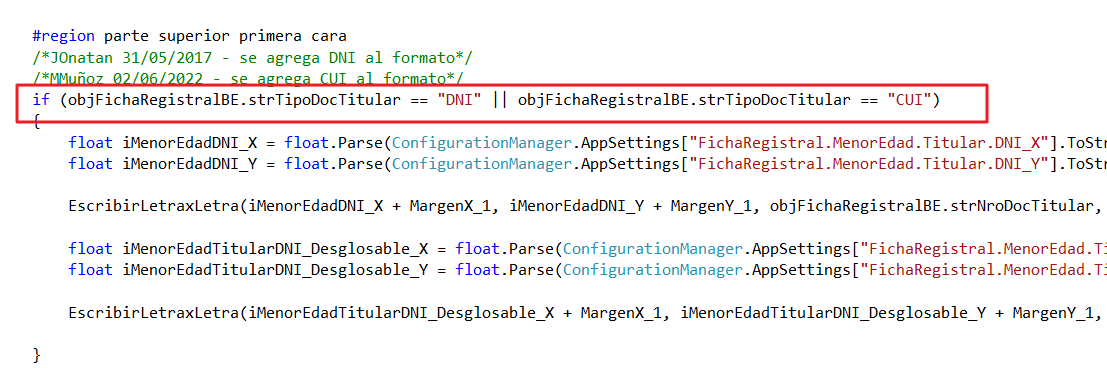 #region parte superior primera cara
/*JOnatan 31/05/2017 - se agrega DNI al formato*/
/*MMuñoz 02/06/2022 - se agrega CUI al formato*/
if (objFichaRegistralBE.strTipoDocTitular == "DNI" || objFichaRegistralBE.strTipoDocTitular == "CUI")
{
float iMenorEdadDNI_X = float.Parse(ConfigurationManager.AppSettings["FichaRegistral.MenorEdad.Titular.DNI_X"].ToStr
float iMenorEdadDNI_Y = float.Parse(ConfigurationManager.AppSettings["FichaRegistral.MenorEdad.Titular.DNI_Y"].ToStr
EscribirLetraxLetra(iMenorEdadDNI_X + MargenX_1, iMenorEdadDNI_Y + MargenY_1, objFichaRegistralBE.strNroDocTitular,
float iMenorEdadTitularDNI_Desglosable_X = float.Parse(ConfigurationManager.AppSettings["FichaRegistral.MenorEdad.Ti
float iMenorEdadTitularDNI_Desglosable_Y = float.Parse(ConfigurationManager.AppSettings["FichaRegistral.MenorEdad.Ti
EscribirLetraxLetra(iMenorEdadTitularDNI_Desglosable_X + MargenX_1, iMenorEdadTitularDNI_Desglosable_Y + MargenY_1,
}